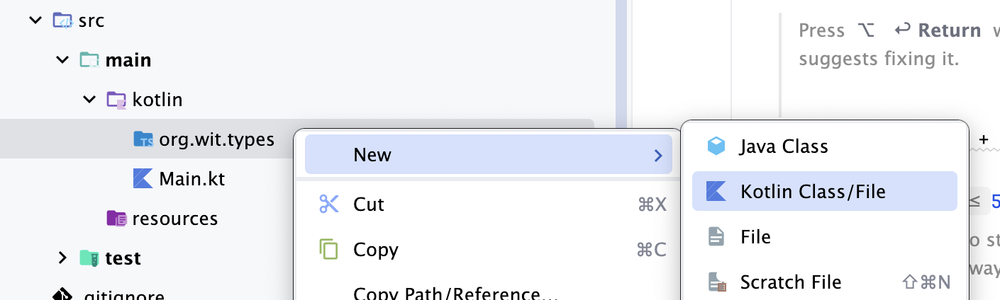 src
main
kotlin
org.wit.types
Main.kt
resources
test
.gitignore
New
Cut ⌘X
Copy ⌘C
Copy Path/Reference...
Java Class
Kotlin Class/File
File
Scratch File ⇧⌘N
Press ⌥ ↩ Return w
suggests fixing it.
+
≤ 5
o st
way